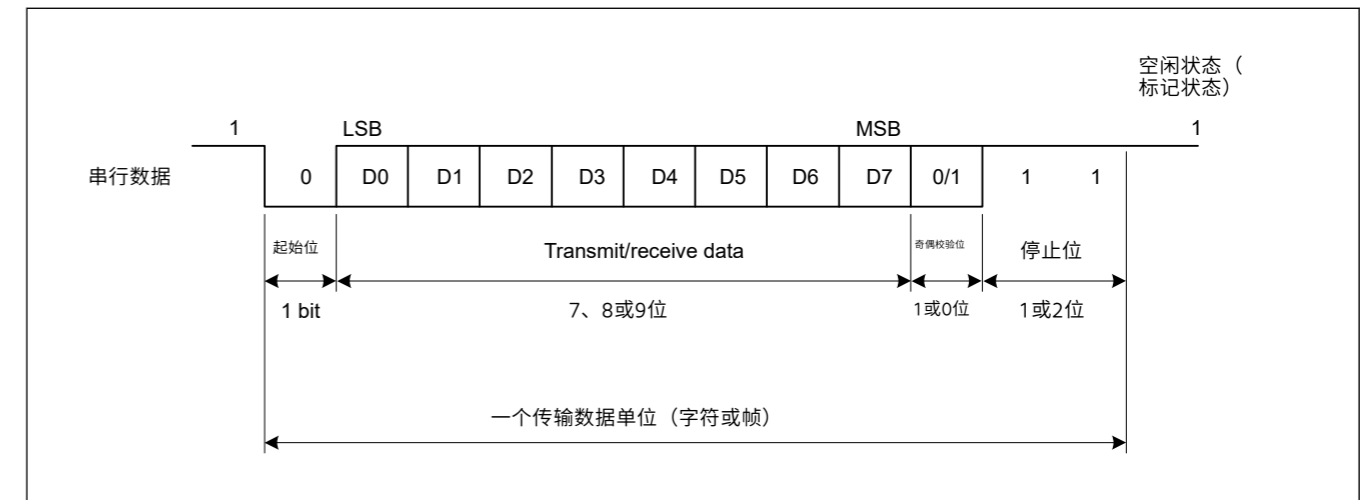 空闲状态（
标记状态）
1 LSB MSB 1
串行数据 0 D0 D1 D2 D3 D4 D5 D6 D7 0/1 1 1
起始位 Transmit/receive data 奇偶校验位 停止位
1 bit 7、8或9位 1或0位 1或2位
一个传输数据单位（字符或帧）